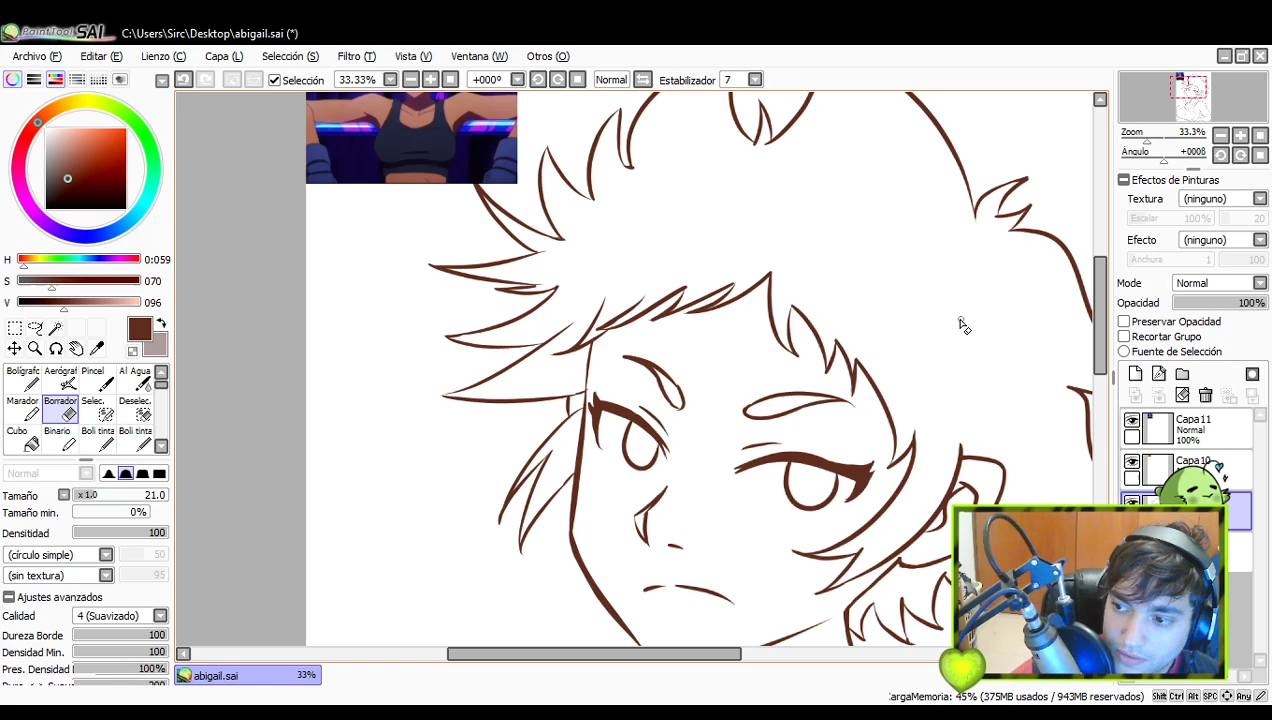 PaintTool SAI C:\Users\Sirc\Desktop\abigail.sai (*)
Archivo (F) Editar (E) Lienzo (C) Capa (L) Selección (S) Filtro (T) Vista (V) Ventana (W) Otros (O)
Selección 33.33% +000° Normal Estabilizador 7
Zoom 33.3%
Ángulo +000ß
Efectos de Pinturas
Textura (ninguno)
Escalar 100% 20
Efecto (ninguno)
Anchura 1 100
Mode Normal
Opacidad 100%
Preservar Opacidad
Recortar Grupo
Fuente de Selección
H 0:059
S 070
V 096
Bolígrafc Aerógraf Pincel Al Agua
Marador Borrador Selec. Deselec.
Cubo Binario Boli tinta Boli tinta
Normal
Tamaño x 1.0 21.0
Tamaño min. 0%
Densidad 100
(círculo simple) 50
(sin textura) 95
Ajustes avanzados
Calidad 4 (Suavizado)
Dureza Borde 100
Densidad Min. 100
Pres. Densidad 100%
Capa11
Normal
100%
Capa10
abigail.sai 33%
CargaMemoria: 45% (375MB usados / 943MB reservados) Shift Ctrl Alt SPC Any